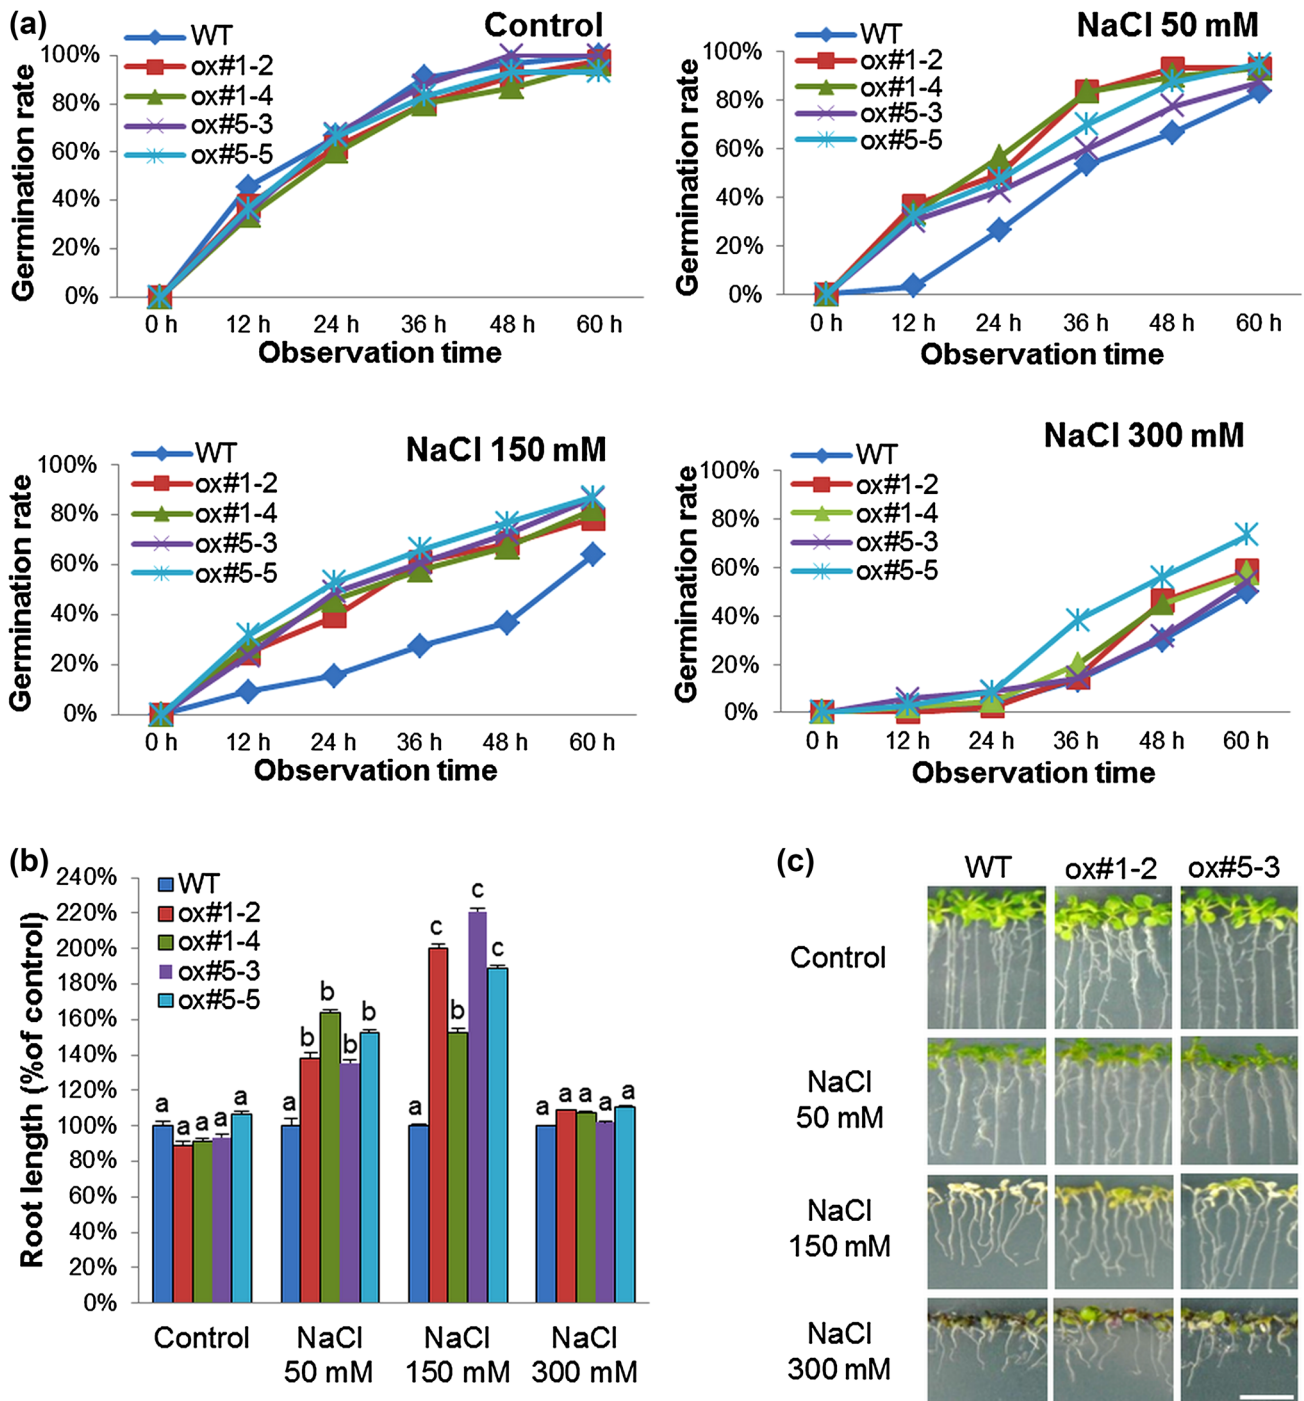 (a)
Control
WT
ox#1-2
ox#1-4
ox#5-3
ox#5-5
Germination rate
100%
80%
60%
40%
20%
0%
0 h 12 h 24 h 36 h 48 h 60 h
Observation time
NaCl 50 mM
WT
ox#1-2
ox#1-4
ox#5-3
ox#5-5
Germination rate
100%
80%
60%
40%
20%
0%
0 h 12 h 24 h 36 h 48 h 60 h
Observation time
NaCl 150 mM
WT
ox#1-2
ox#1-4
ox#5-3
ox#5-5
Germination rate
100%
80%
60%
40%
20%
0%
0 h 12 h 24 h 36 h 48 h 60 h
Observation time
NaCl 300 mM
WT
ox#1-2
ox#1-4
ox#5-3
ox#5-5
Germination rate
100%
80%
60%
40%
20%
0%
0 h 12 h 24 h 36 h 48 h 60 h
Observation time
(b)
WT
ox#1-2
ox#1-4
ox#5-3
ox#5-5
Root length (%of control)
240%
220%
200%
180%
160%
140%
120%
100%
80%
60%
40%
20%
0%
a a a a a
a b b b b
a c b c c
a a a a a
Control
NaCl
50 mM
NaCl
150 mM
NaCl
300 mM
(c)
WT ox#1-2 ox#5-3
Control
NaCl
50 mM
NaCl
150 mM
NaCl
300 mM